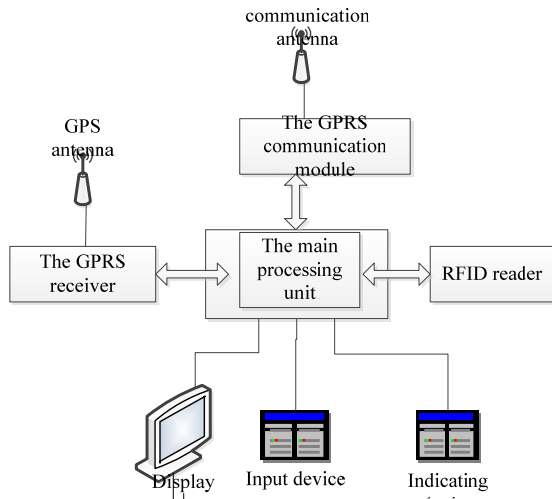 communication
antenna
The GPRS
communication
module
GPS
antenna
The GPRS
receiver
The main
processing
unit
RFID reader
Display
Input device
Indicating